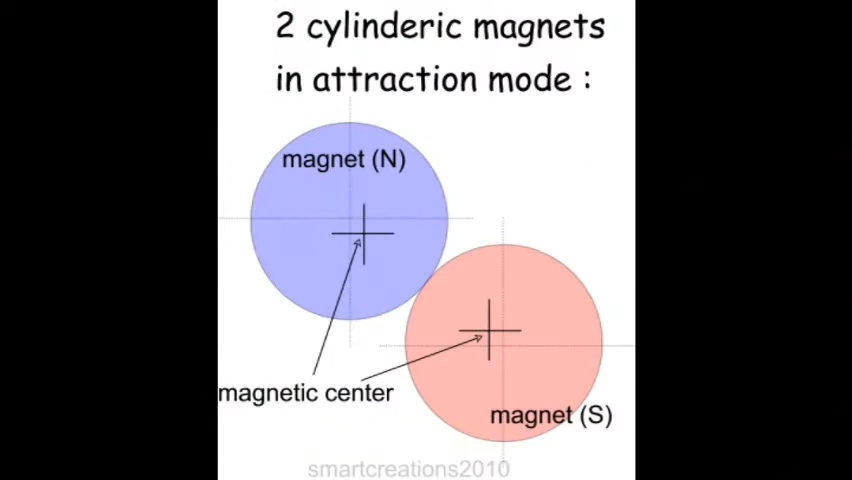 2 cylinderic magnets
in attraction mode :
magnet (N)
magnetic center
magnet (S)
smartcreations2010